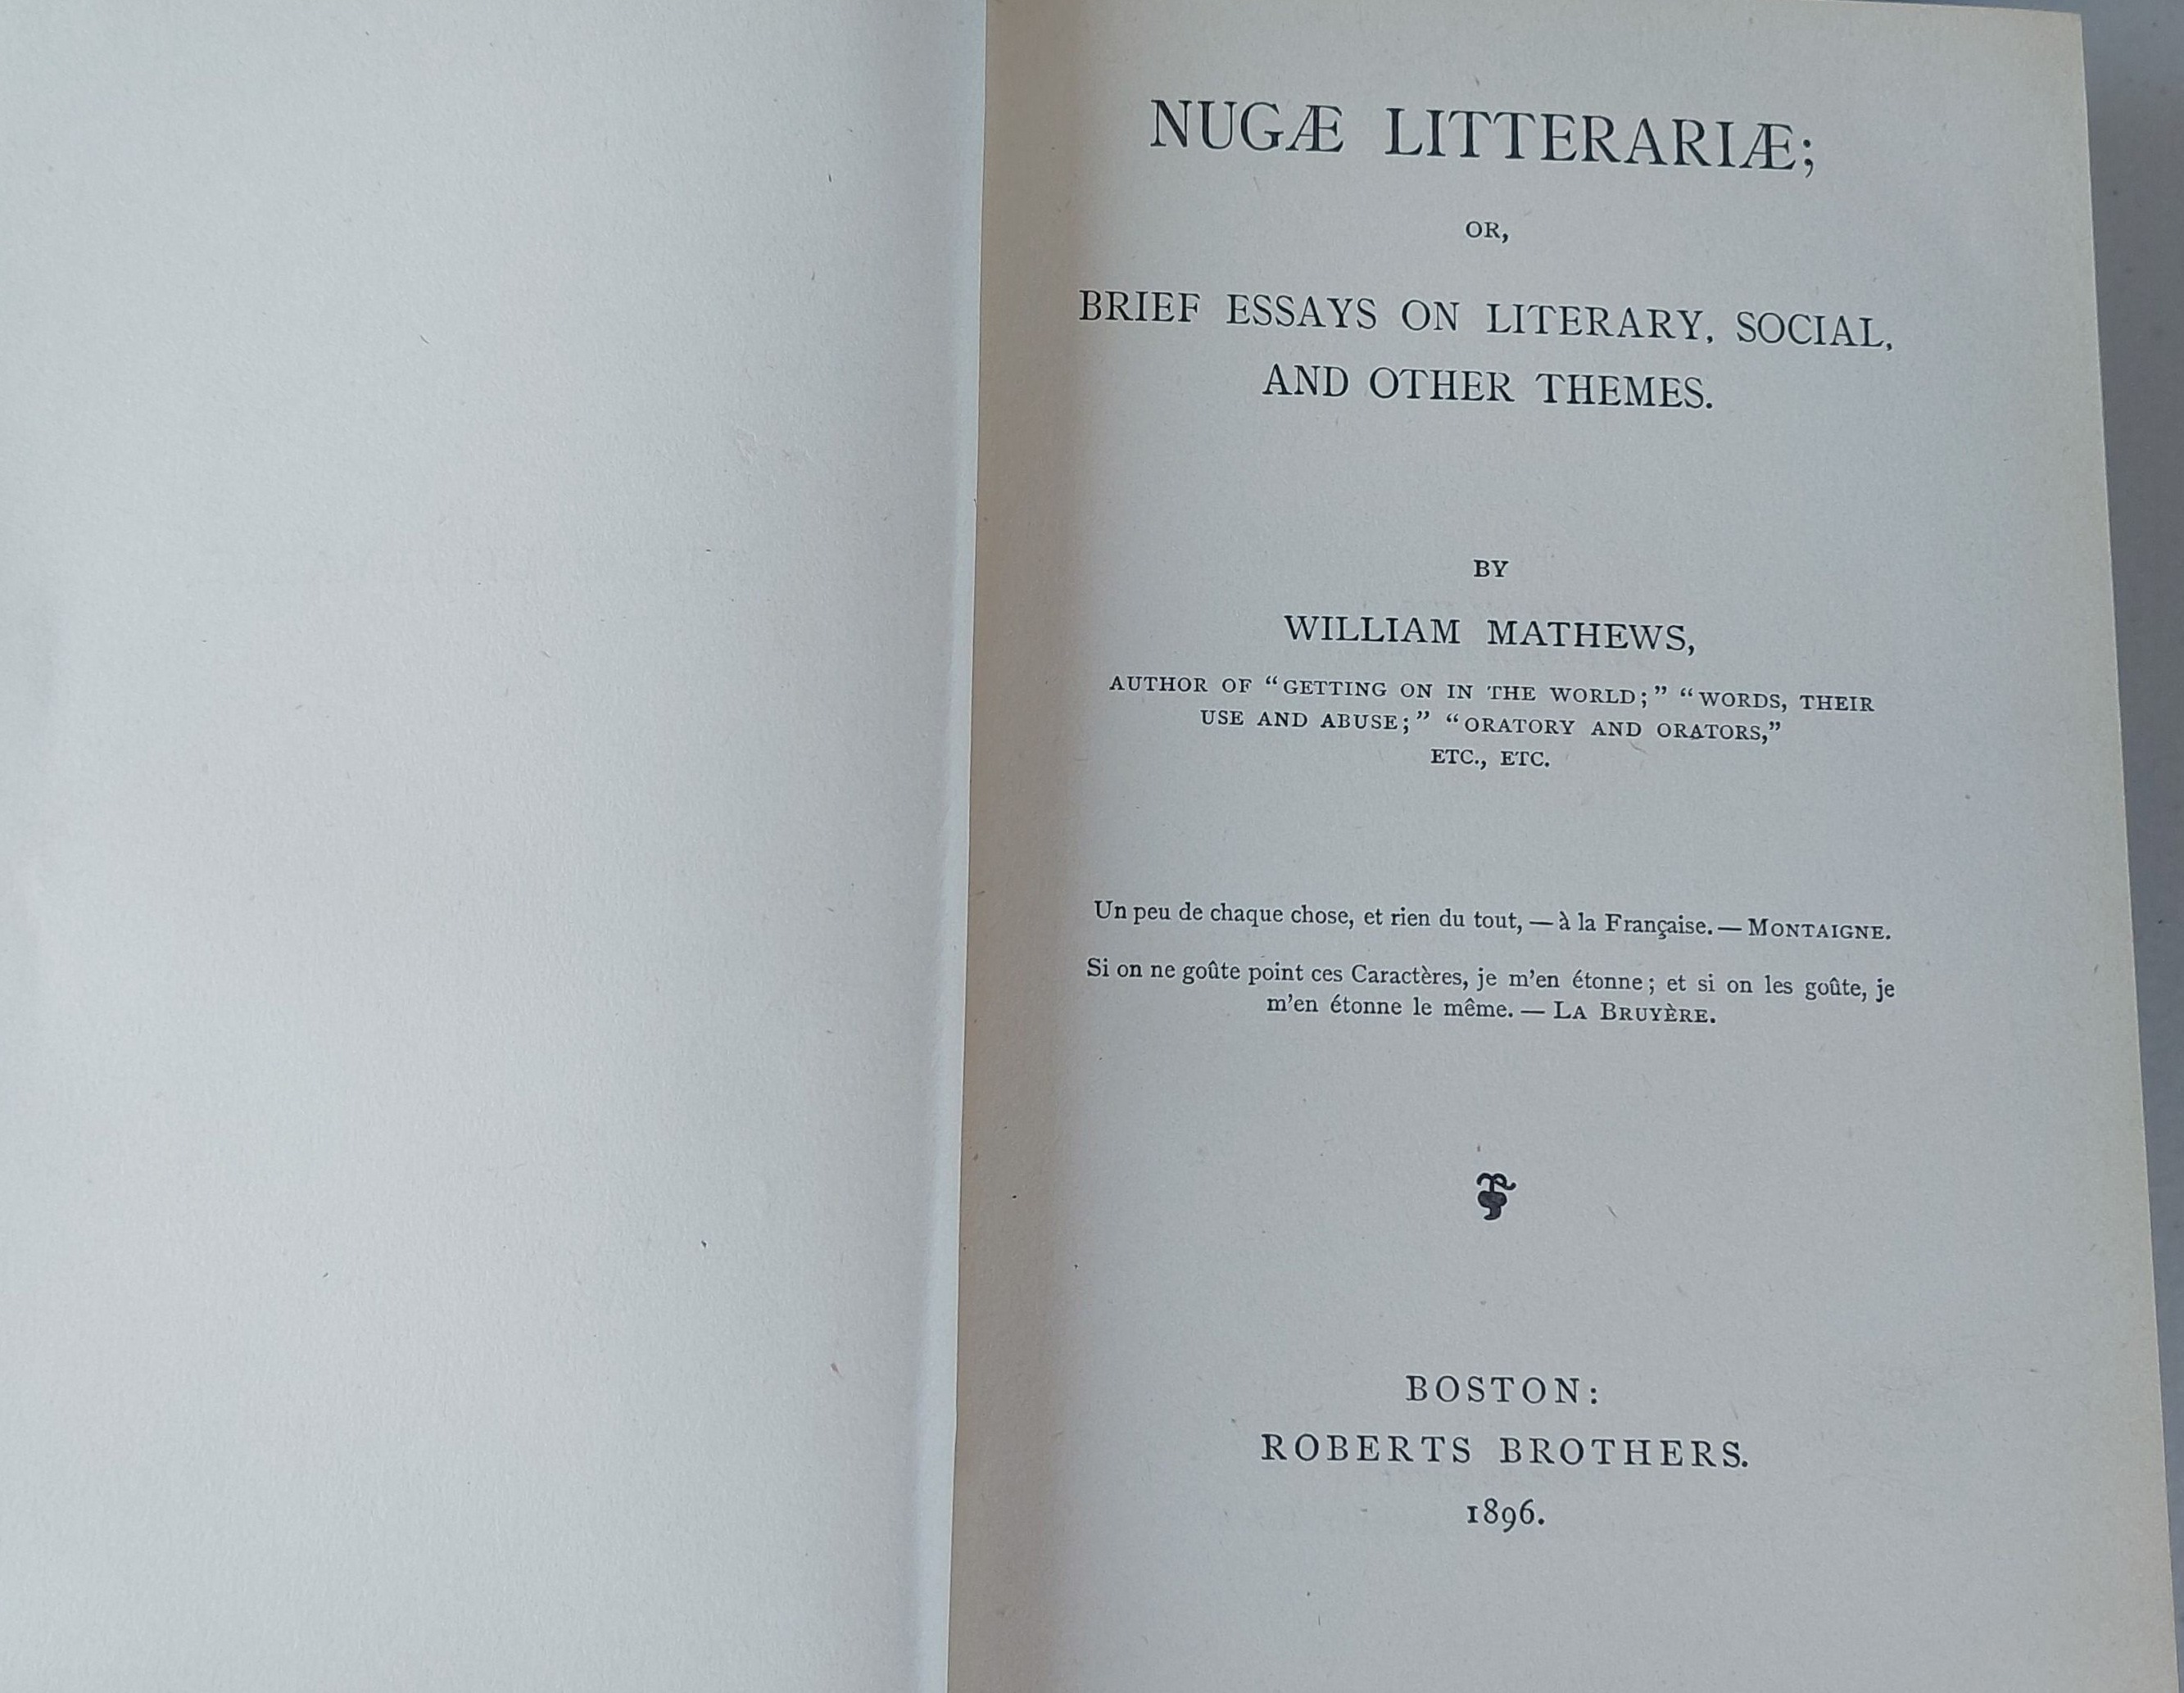 NUGÆ LITTERARIÆ;
OR,
BRIEF ESSAYS ON LITERARY, SOCIAL,
AND OTHER THEMES.
BY
WILLIAM MATHEWS,
AUTHOR OF “GETTING ON IN THE WORLD;” “WORDS, THEIR
USE AND ABUSE;” “ORATORY AND ORATORS,”
ETC., ETC.
Un peu de chaque chose, et rien du tout, — à la Française. — MONTAIGNE.
Si on ne goûte point ces Caractères, je m’en étonne; et si on les goûte, je
m’en étonne le même. — LA BRUYÈRE.
BOSTON:
ROBERTS BROTHERS.
1896.